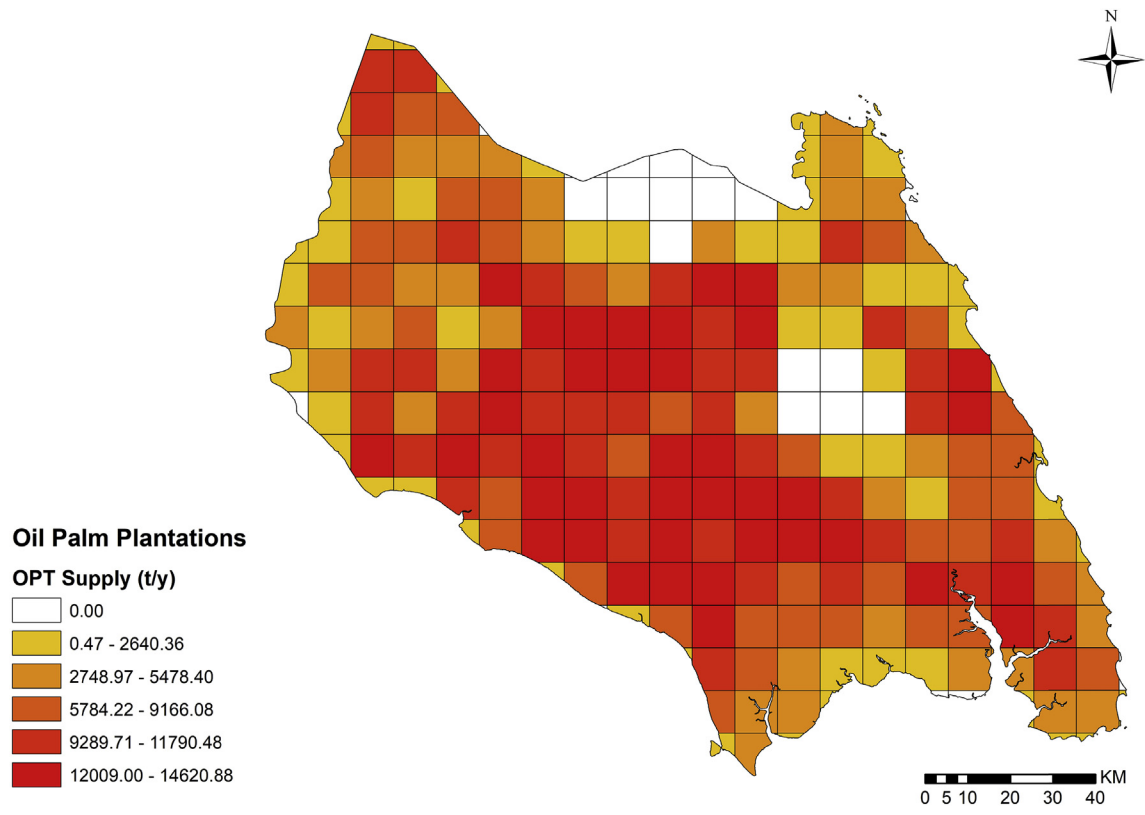 N
Oil Palm Plantations
OPT Supply (t/y)
0.00
0.47 - 2640.36
2748.97 - 5478.40
5784.22 - 9166.08
9289.71 - 11790.48
12009.00 - 14620.88
KM
0 5 10 20 30 40